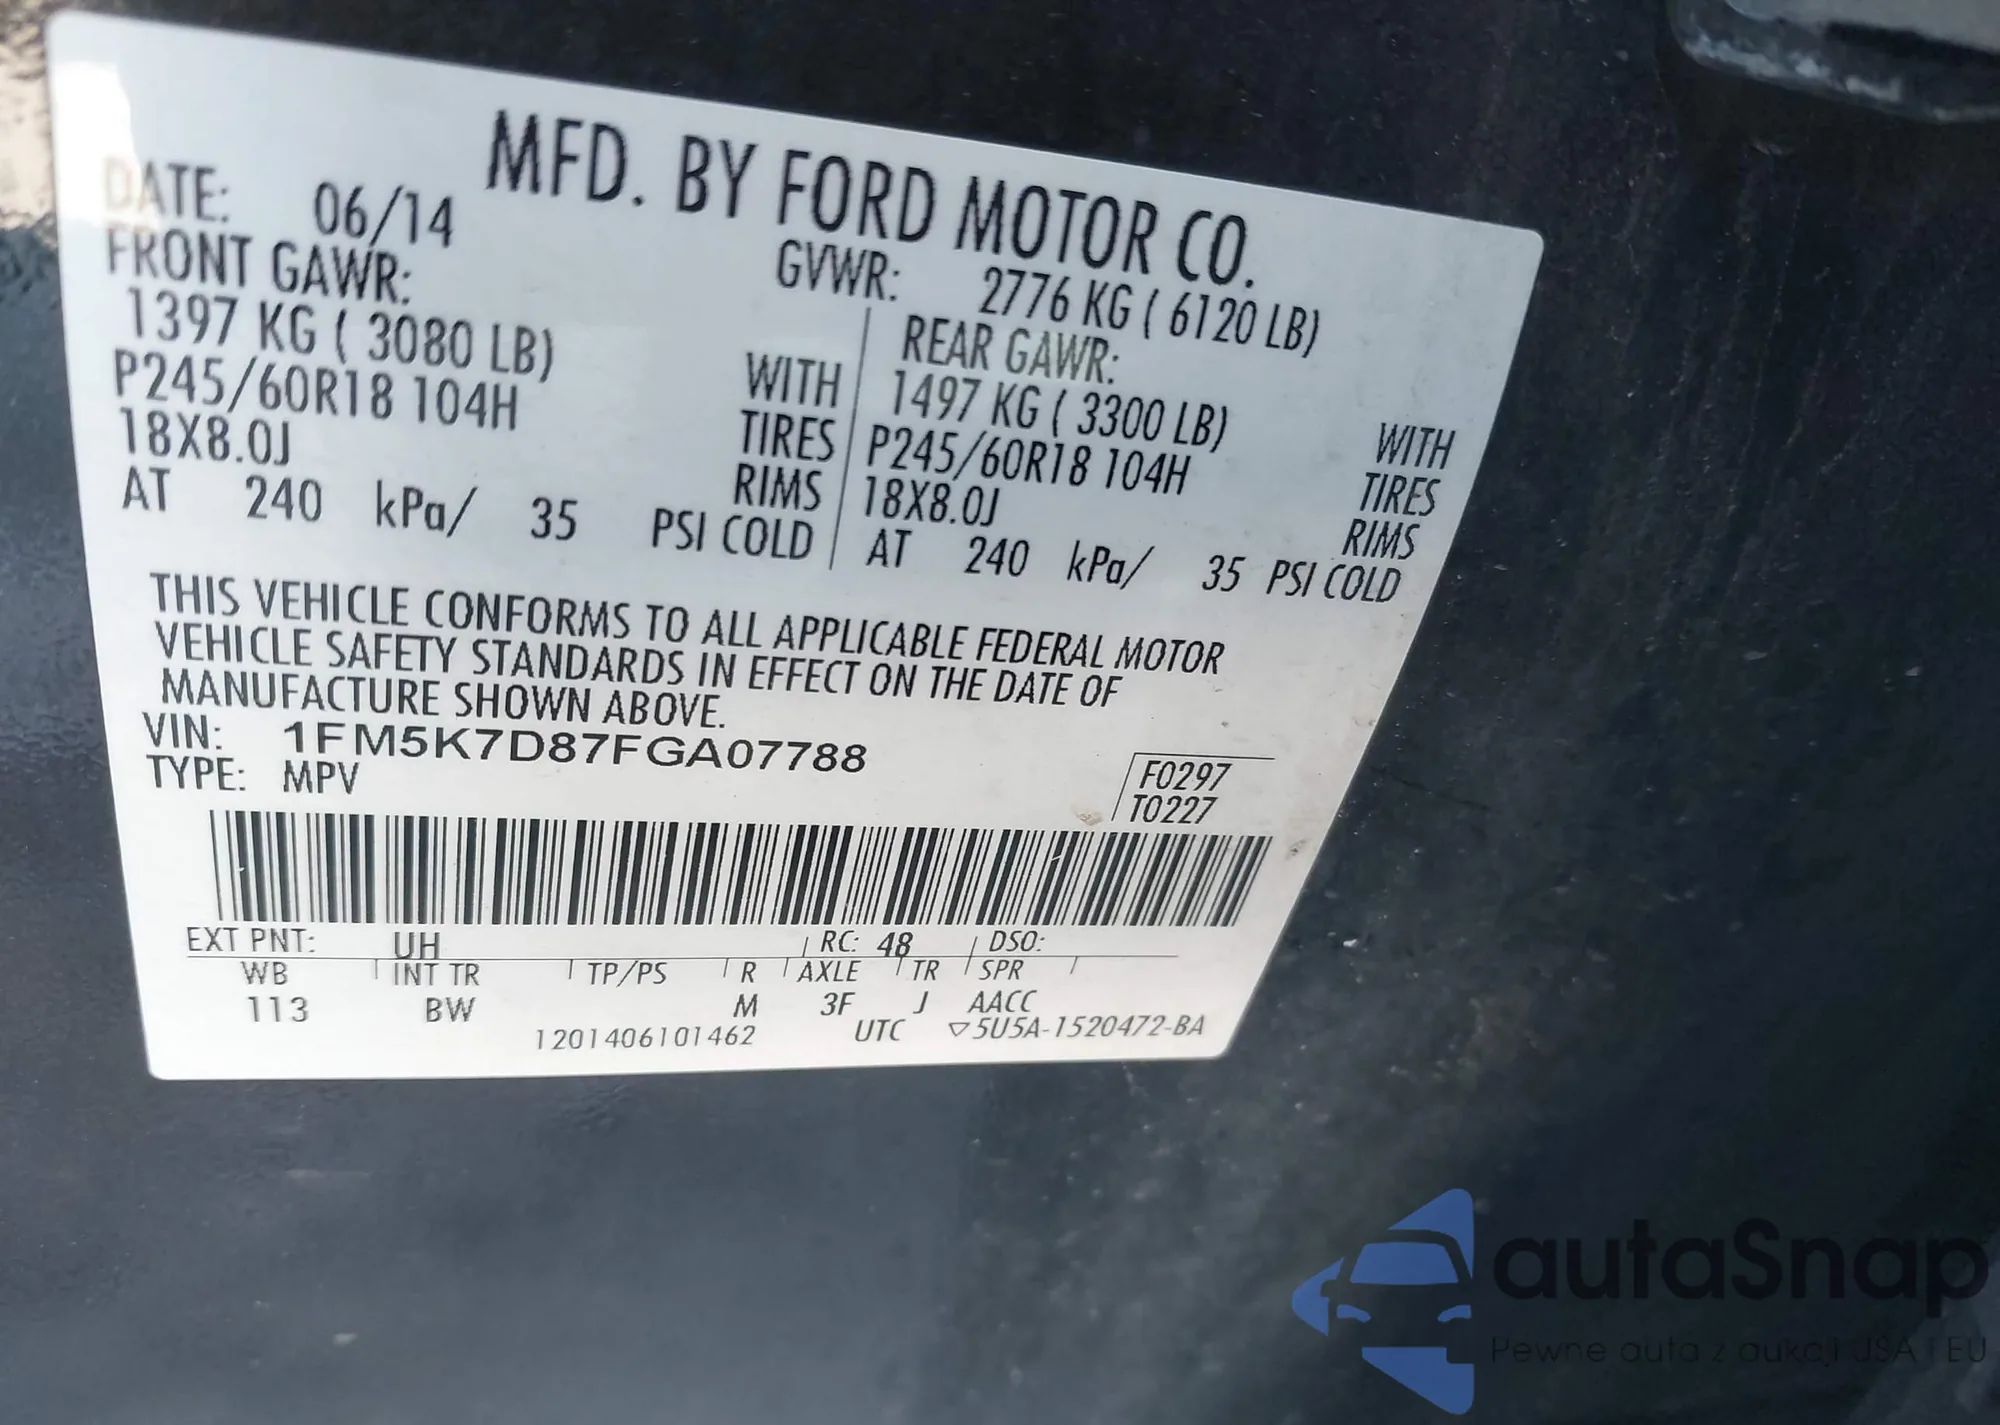 MFD. BY FORD MOTOR CO.
DATE: 06/14 GVWR: 2776 KG ( 6120 LB)
FRONT GAWR: REAR GAWR:
1397 KG ( 3080 LB) WITH 1497 KG ( 3300 LB) WITH
P245/60R18 104H TIRES P245/60R18 104H TIRES
18X8.0J RIMS 18X8.0J RIMS
AT 240 kPa/ 35 PSI COLD AT 240 kPa/ 35 PSI COLD
THIS VEHICLE CONFORMS TO ALL APPLICABLE FEDERAL MOTOR
VEHICLE SAFETY STANDARDS IN EFFECT ON THE DATE OF
MANUFACTURE SHOWN ABOVE.
VIN: 1FM5K7D87FGA07788
TYPE: MPV
F0297
T0227
EXT PNT: UH RC: 48 DSO:
WB INT TR TP/PS R AXLE TR SPR
113 BW M 3F J AACC
1201406101462 UTC ▽5U5A-1520472-BA
autaSnap
Pewne auta z aukcji USA i EU